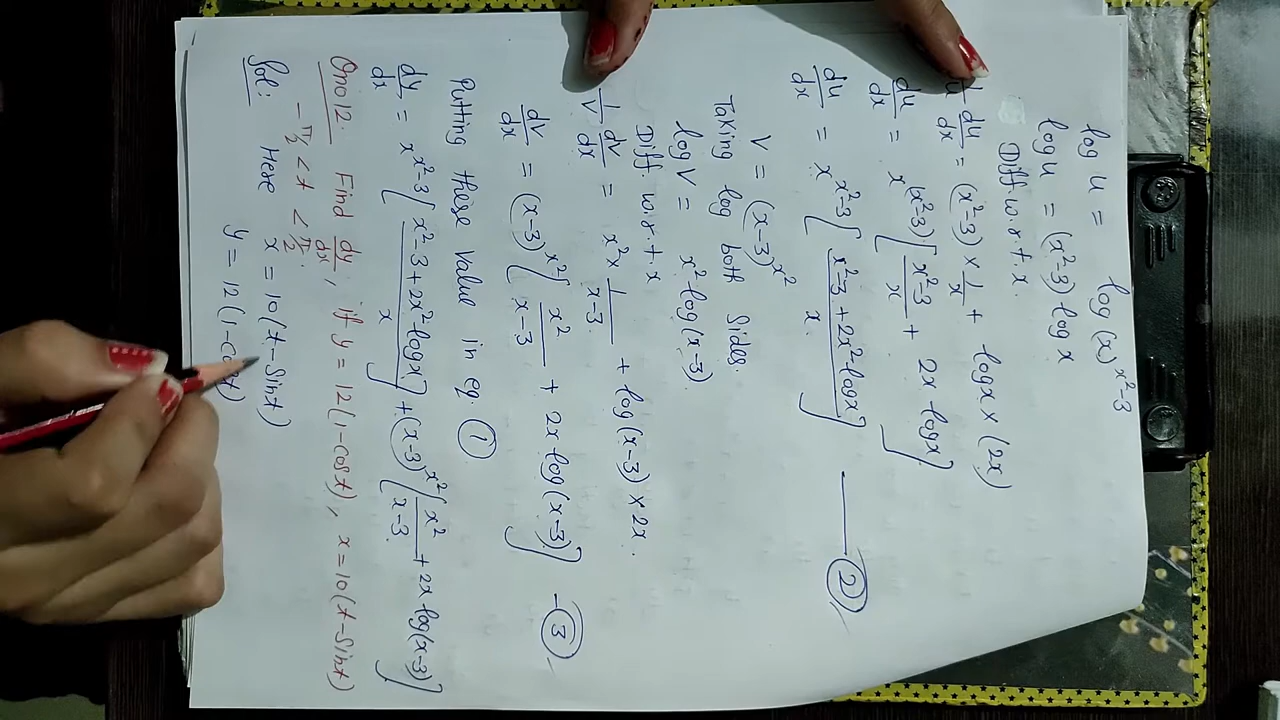 log u = log (x)^x²-3
log u = (x²-3) log x
Diff. w.r.t x.
1/u du/dx = (x²-3) × 1/x + log x × (2x)
du/dx = x^(x²-3) [ x²-3/x + 2x·log x ]
du/dx = x^x²-3 [ x²-3+2x²·log x / x ] — (2)
V = (x-3)^x²
Taking log both sides.
log V = x² log (x-3)
Diff w.r.t x
1/V dv/dx = x² × 1/x-3 + log (x-3) × 2x.
dv/dx = (x-3)^x² [ x²/x-3 + 2x·log (x-3) ] - (3)
Putting these value in eq. (1)
dy/dx = x^x²-3 [ x²-3+2x²·log x / x ] + (x-3)^x² [ x²/x-3 + 2x·log (x-3) ]
Qno 12. Find dy/dx, if y = 12 (1-cost), x = 10 (t-sint)
-π/2 < t < π/2.
Sol: Here x = 10 (t-sint)
y = 12 (1-cost)